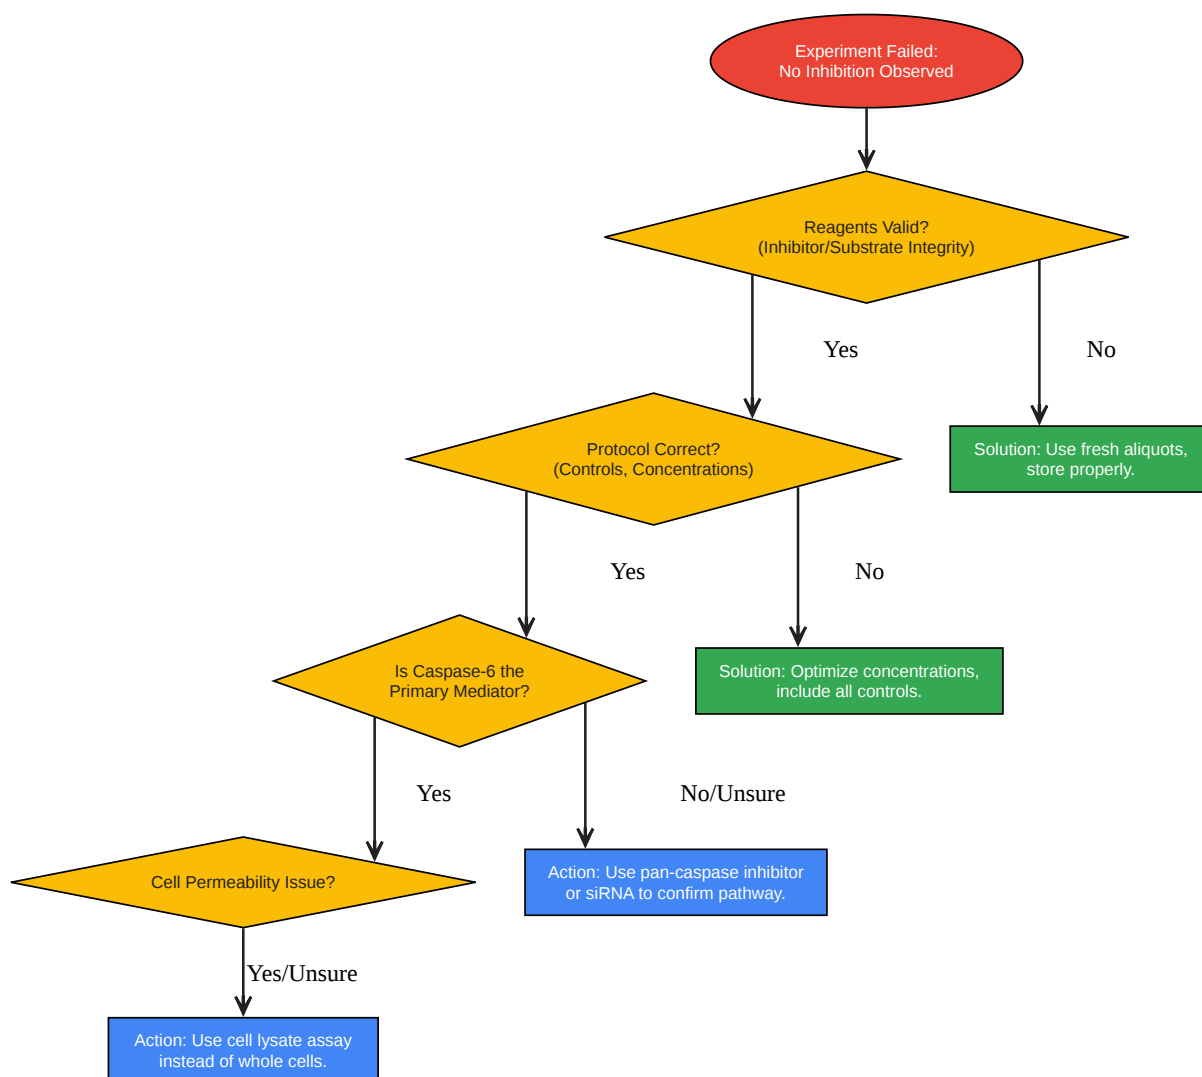 Experiment Failed:
No Inhibition Observed
Reagents Valid?
(Inhibitor/Substrate Integrity)
Yes
No
Protocol Correct?
(Controls, Concentrations)
Solution: Use fresh aliquots,
store properly.
Yes
No
Is Caspase-6 the
Primary Mediator?
Solution: Optimize concentrations,
include all controls.
Yes
No/Unsure
Cell Permeability Issue?
Action: Use pan-caspase inhibitor
or siRNA to confirm pathway.
Yes/Unsure
Action: Use cell lysate assay
instead of whole cells.